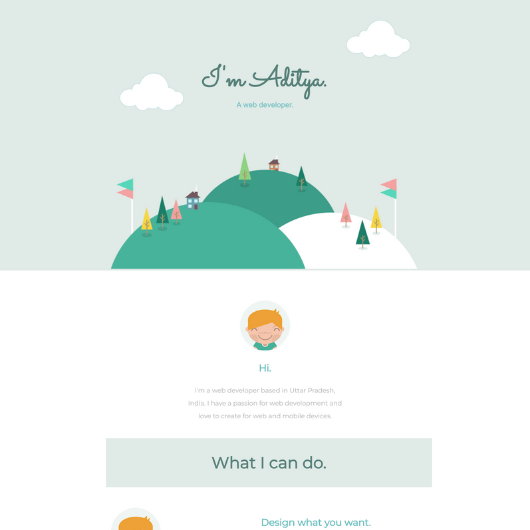 I'm Aditya.
A web developer.
Hi.
I'm a web developer based in Uttar Pradesh,
India. I have a passion for web development and
love to create for web and mobile devices.
What I can do.
Design what you want.